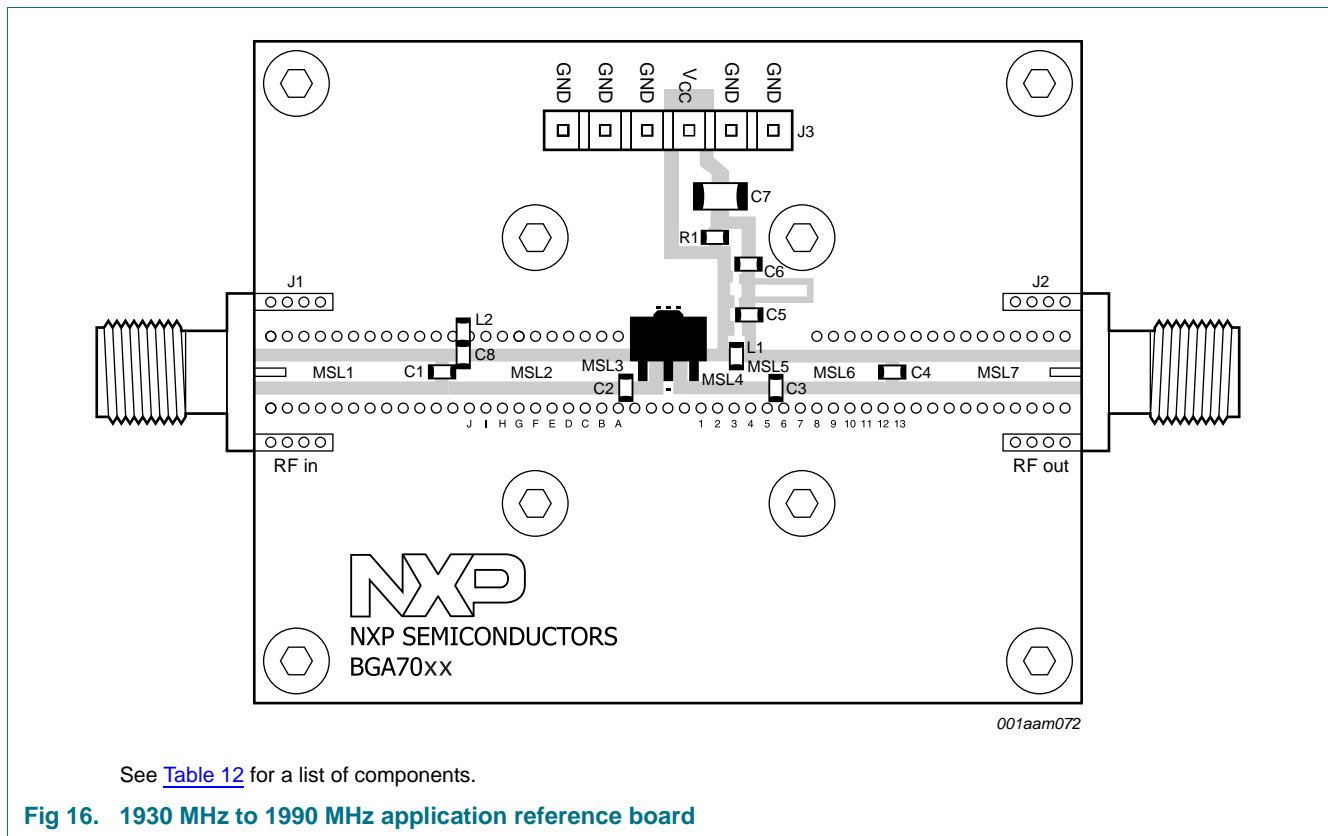 GND GND GND VCC GND GND
J3
C7
R1
C6
J1
J2
L2
C5
C8
L1
MSL1
C1
MSL2
MSL3
C2
MSL4
MSL5
C3
MSL6
C4
MSL7
J I H G F E D C B A
1 2 3 4 5 6 7 8 9 10 11 12 13
RF in
RF out
NXP
NXP SEMICONDUCTORS
BGA70xx
001aam072
See Table 12 for a list of components.
Fig 16. 1930 MHz to 1990 MHz application reference board